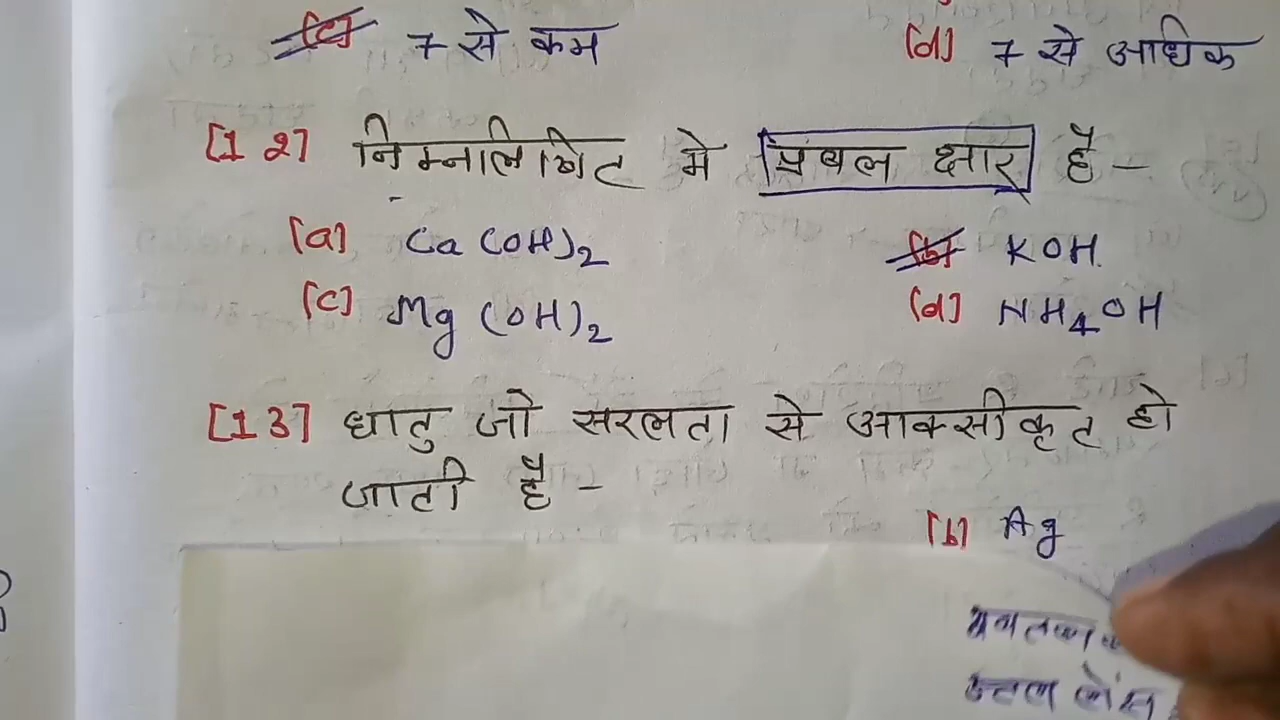 [c] 7 से कम [d] 7 से अधिक
[12] निम्नलिखित मे प्रबल क्षार है -
[a] Ca(OH)2 [b] KOH
[c] Mg(OH)2 [d] NH4OH
[13] धातु जो सरलता से आक्सीकृत हो
जाती है -
[b] Ag